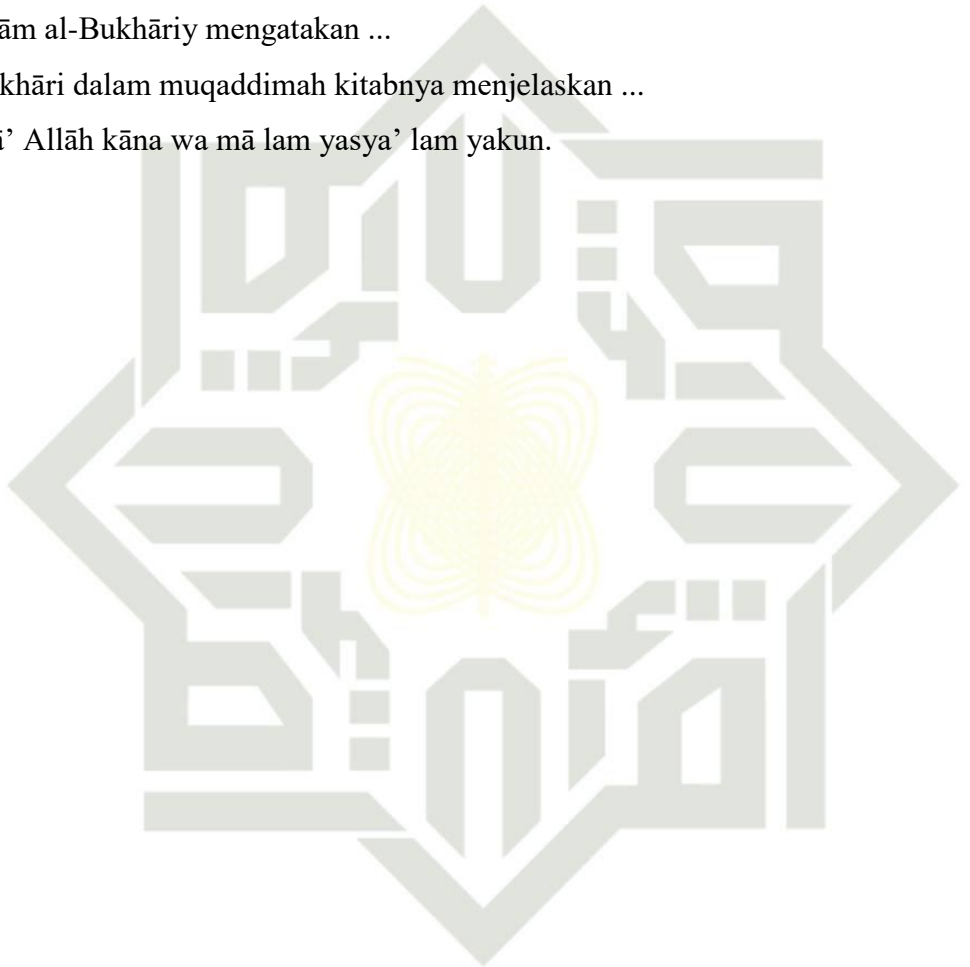 ām al-Bukhāriy mengatakan ...
khāri dalam muqaddimah kitabnya menjelaskan ...
ā’ Allāh kāna wa mā lam yasya’ lam yakun.